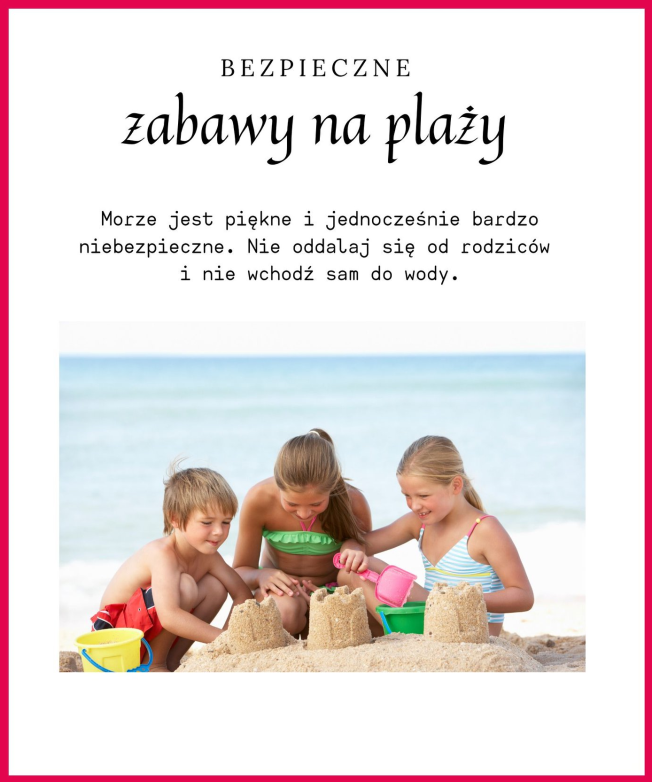 BEZPIECZNE
zabawy na plaży
Morze jest piękne i jednocześnie bardzo
niebezpieczne. Nie oddalaj się od rodziców
i nie wchodź sam do wody.